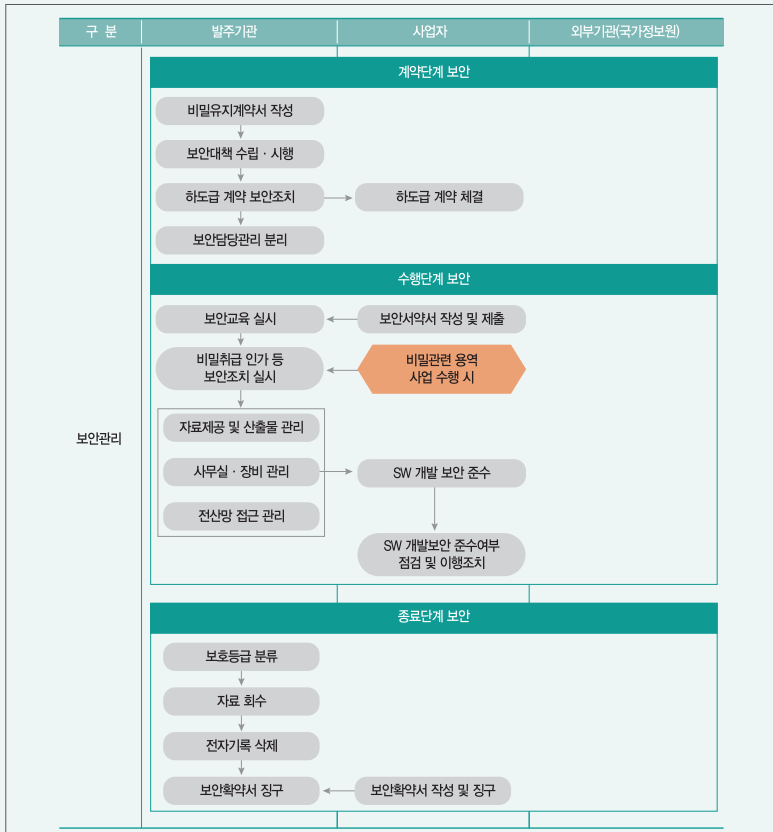 구 분
발주기관
사업자
외부기관(국가정보원)
계약단계 보안
비밀유지계약서 작성
보안대책 수립 · 시행
하도급 계약 보안조치
하도급 계약 체결
보안담당관리 분리
수행단계 보안
보안교육 실시
보안서약서 작성 및 제출
비밀취급 인가 등
보안조치 실시
비밀관련 용역
사업 수행 시
보안관리
자료제공 및 산출물 관리
사무실 · 장비 관리
SW 개발 보안 준수
전산망 접근 관리
SW 개발보안 준수여부
점검 및 이행조치
종료단계 보안
보호등급 분류
자료 회수
전자기록 삭제
보안확약서 징구
보안확약서 작성 및 징구